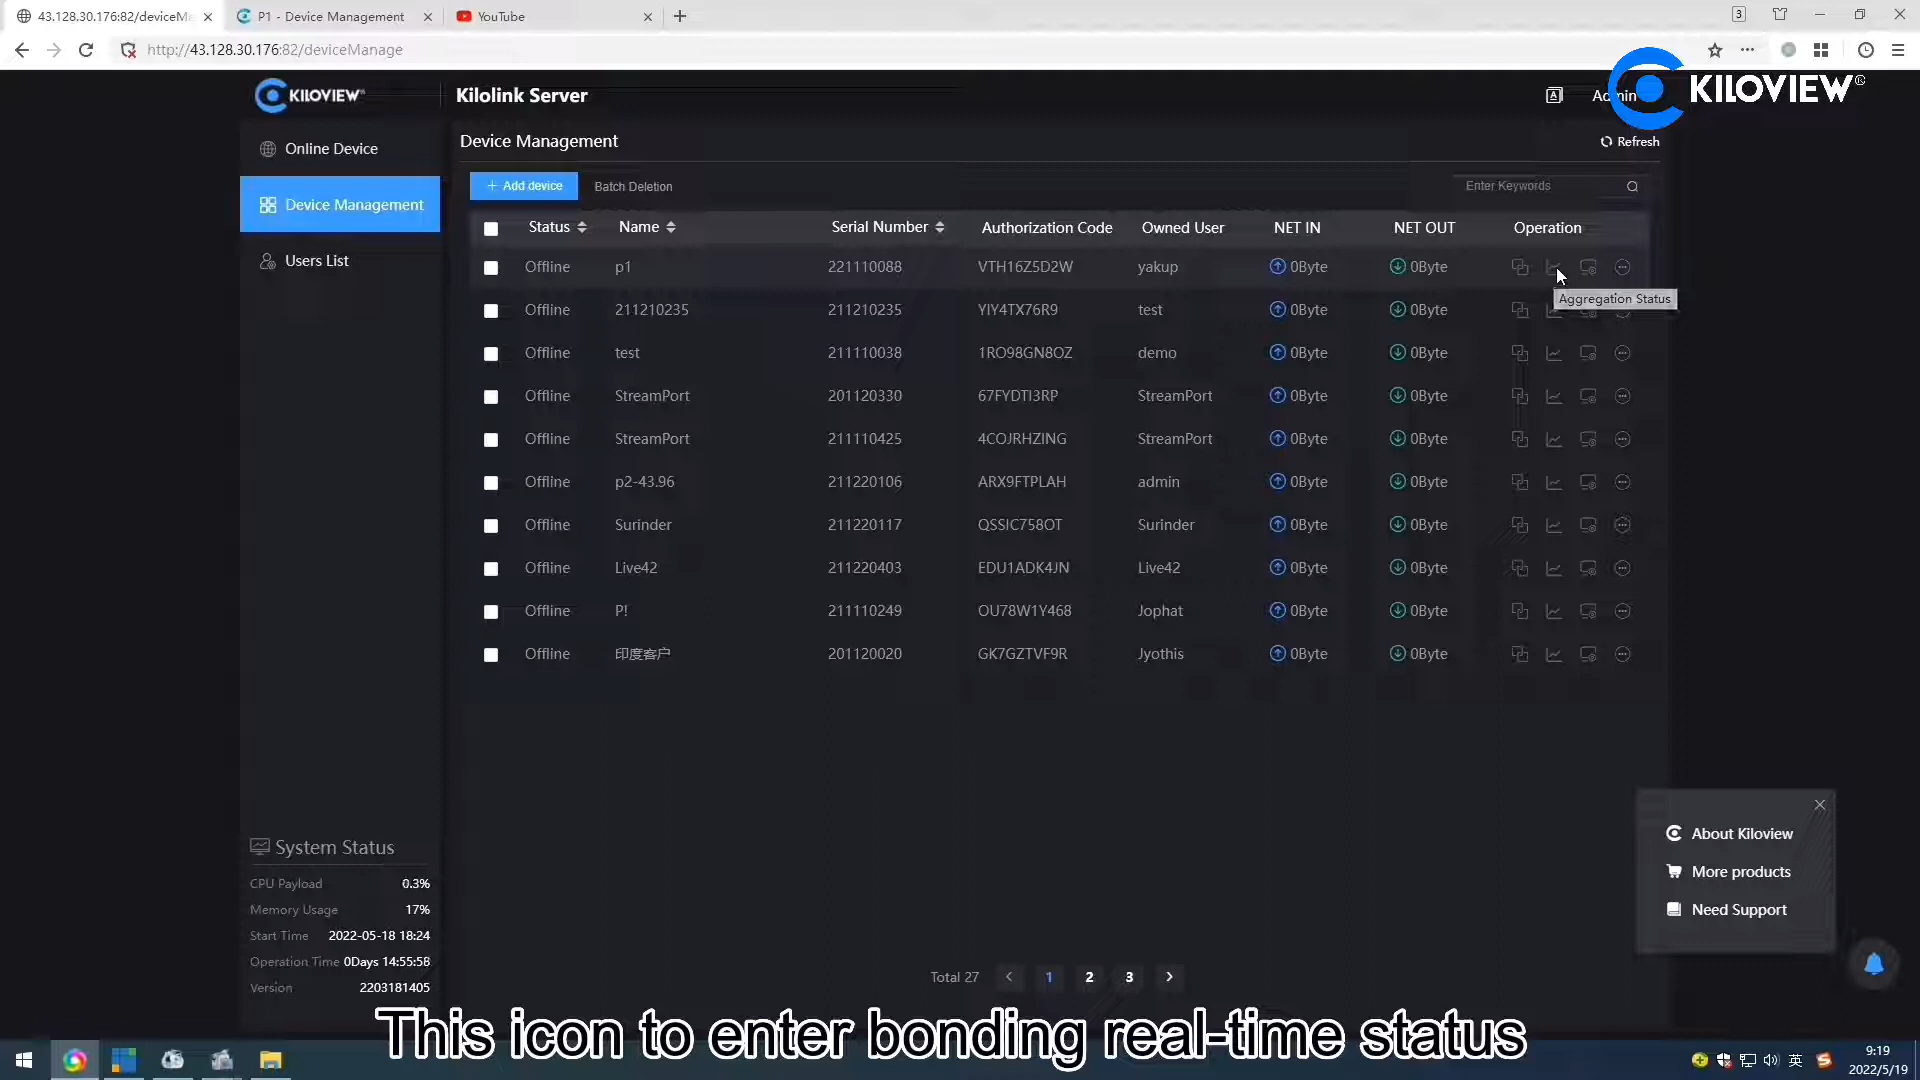 43.128.30.176:82/deviceMa
P1 - Device Management
YouTube
3
http://43.128.30.176:82/deviceManage
KILOVIEW®
Kilolink Server
Admin
KILOVIEW®
Online Device
Device Management
Users List
Device Management
Refresh
+ Add device
Batch Deletion
Enter Keywords
Status Name Serial Number Authorization Code Owned User NET IN NET OUT Operation
Offline p1 221110088 VTH16Z5D2W yakup 0Byte 0Byte
Aggregation Status
Offline 211210235 211210235 YIY4TX76R9 test 0Byte 0Byte
Offline test 211110038 1RO98GN8OZ demo 0Byte 0Byte
Offline StreamPort 201120330 67FYDTI3RP StreamPort 0Byte 0Byte
Offline StreamPort 211110425 4COJRHZING StreamPort 0Byte 0Byte
Offline p2-43.96 211220106 ARX9FTPLAH admin 0Byte 0Byte
Offline Surinder 211220117 QSSIC758OT Surinder 0Byte 0Byte
Offline Live42 211220403 EDU1ADK4JN Live42 0Byte 0Byte
Offline P! 211110249 OU78W1Y468 Jophat 0Byte 0Byte
Offline 印度客户 201120020 GK7GZTVF9R Jyothis 0Byte 0Byte
System Status
CPU Payload 0.3%
Memory Usage 17%
Start Time 2022-05-18 18:24
Operation Time 0Days 14:55:58
Version 2203181405
Total 27 < 1 2 3 >
About Kiloview
More products
Need Support
This icon to enter bonding real-time status
英
9:19
2022/5/19